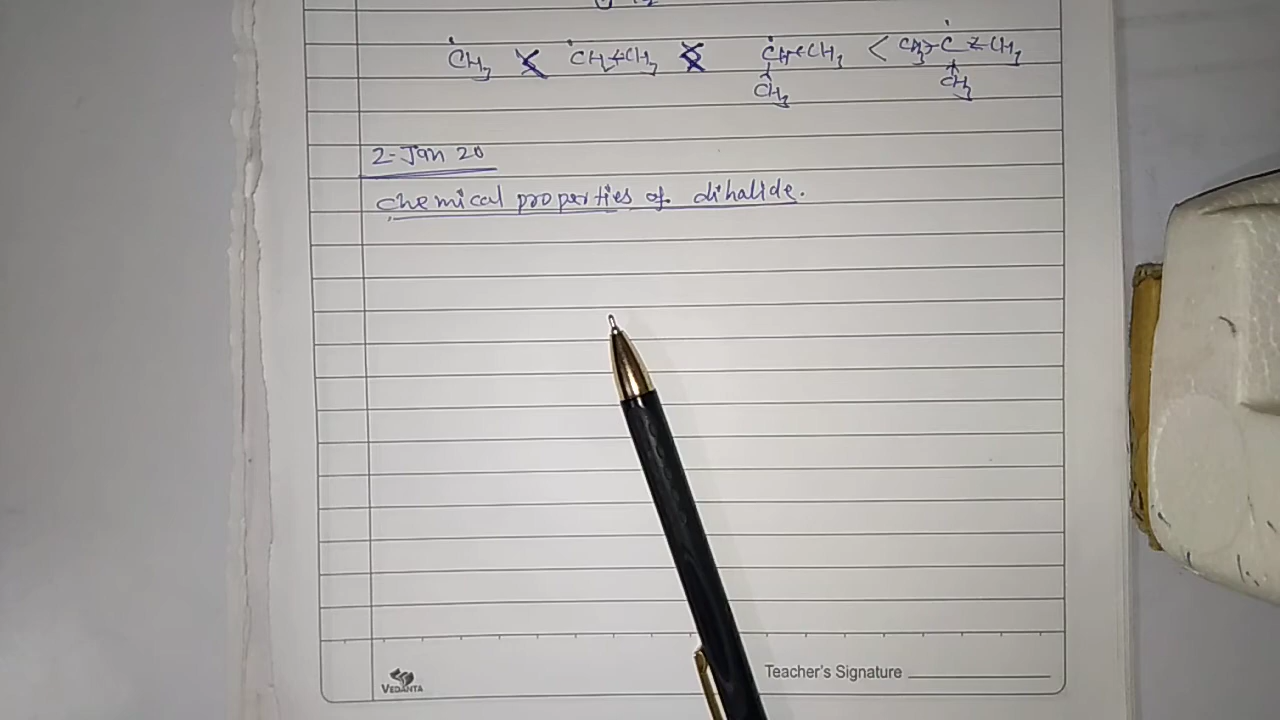 ĊH3 < ĊH2←CH3 < ĊH←CH3 < CH3→Ċ←CH3
CH3 CH3
2-Jan 20
chemical properties of dihalide.
Teacher's Signature
VEDANTA